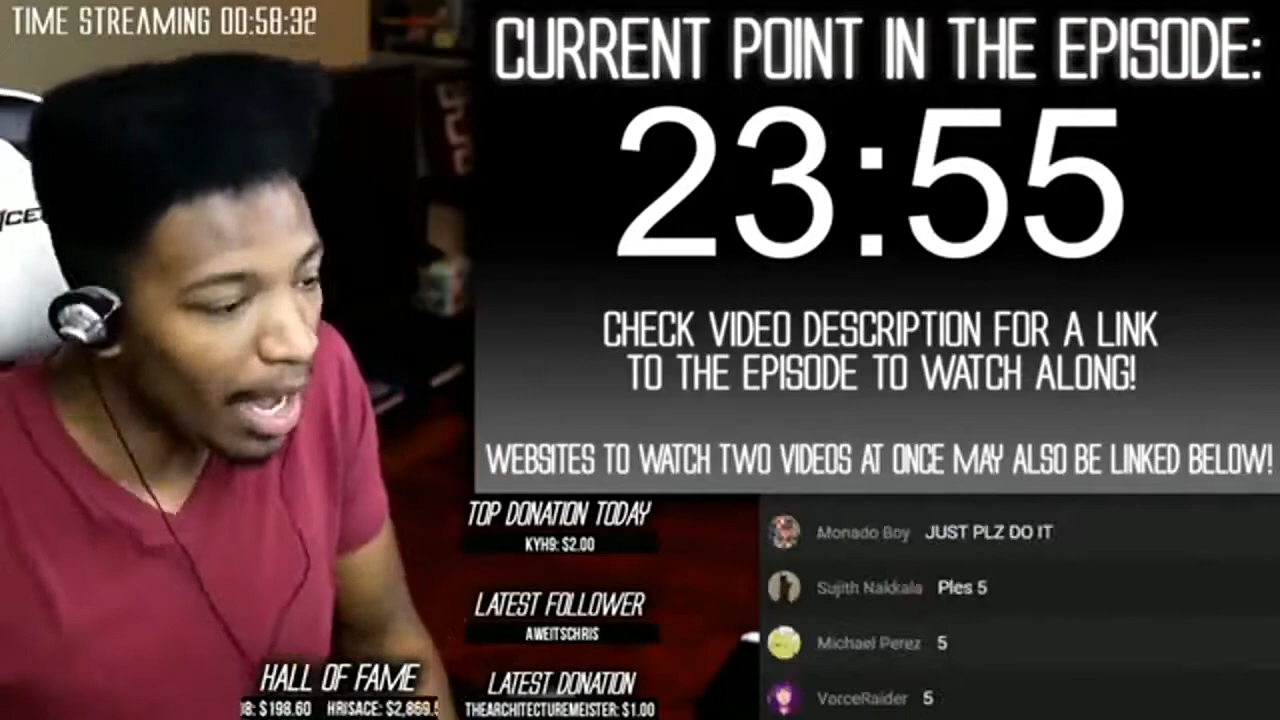 TIME STREAMING 00:58:32
CURRENT POINT IN THE EPISODE:
23:55
CHECK VIDEO DESCRIPTION FOR A LINK
TO THE EPISODE TO WATCH ALONG!
WEBSITES TO WATCH TWO VIDEOS AT ONCE MAY ALSO BE LINKED BELOW!
TOP DONATION TODAY
KYH9: $2.00
LATEST FOLLOWER
AWEITSCHRIS
LATEST DONATION
THEARCHITECTUREMEISTER: $1.00
HALL OF FAME
$198.60 HRISACE: $2,869.5
Monado Boy JUST PLZ DO IT
Sujith Nakkala Ples 5
Michael Perez 5
VorceRaider 5